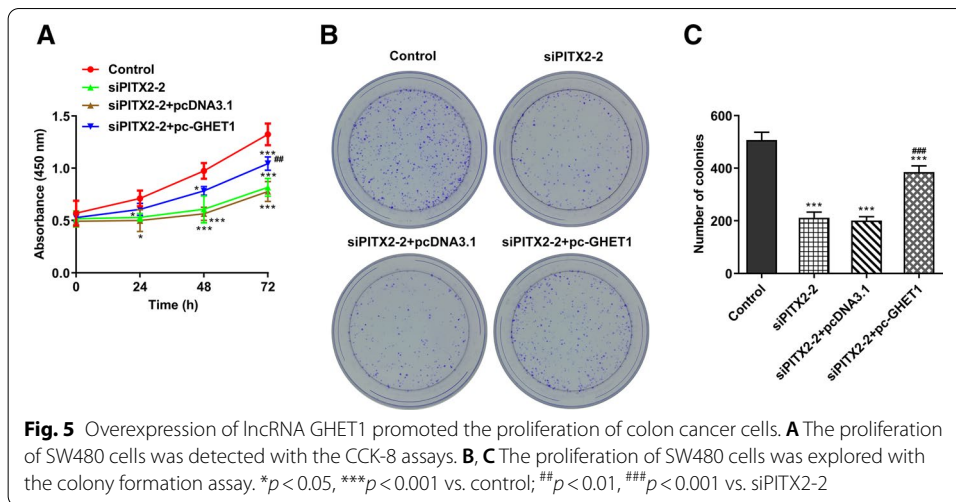 A
Control
siPITX2-2
siPITX2-2+pcDNA3.1
siPITX2-2+pc-GHET1
Absorbance (450 nm)
1.5
1.0
0.5
0.0
***
##
***
***
*
***
***
*
*
0
24
48
72
Time (h)
B
Control
siPITX2-2
siPITX2-2+pcDNA3.1
siPITX2-2+pc-GHET1
C
Number of colonies
600
400
200
0
***
***
###
***
Control
siPITX2-2
siPITX2-2+pcDNA3.1
siPITX2-2+pc-GHET1
Fig. 5 Overexpression of lncRNA GHET1 promoted the proliferation of colon cancer cells. A The proliferation
of SW480 cells was detected with the CCK-8 assays. B, C The proliferation of SW480 cells was explored with
the colony formation assay. *p < 0.05, ***p < 0.001 vs. control; ##p < 0.01, ###p < 0.001 vs. siPITX2-2